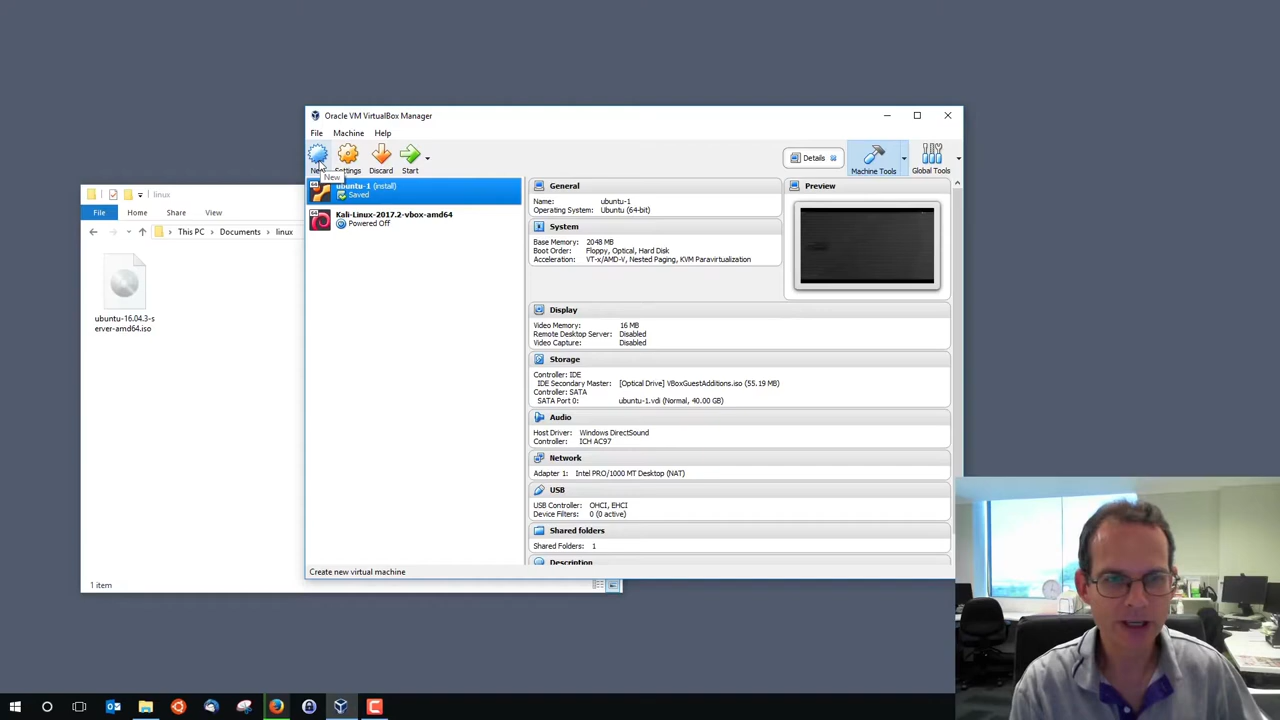 Oracle VM VirtualBox Manager
File Machine Help
New Settings Discard Start
Details
Machine Tools
Global Tools
New
ubuntu-1 (install)
Saved
Kali-Linux-2017.2-vbox-amd64
Powered Off
General
Name: ubuntu-1
Operating System: Ubuntu (64-bit)
System
Base Memory: 2048 MB
Boot Order: Floppy, Optical, Hard Disk
Acceleration: VT-x/AMD-V, Nested Paging, KVM Paravirtualization
Preview
Display
Video Memory: 16 MB
Remote Desktop Server: Disabled
Video Capture: Disabled
Storage
Controller: IDE
IDE Secondary Master: [Optical Drive] VBoxGuestAdditions.iso (55.19 MB)
Controller: SATA
SATA Port 0: ubuntu-1.vdi (Normal, 40.00 GB)
Audio
Host Driver: Windows DirectSound
Controller: ICH AC97
Network
Adapter 1: Intel PRO/1000 MT Desktop (NAT)
USB
USB Controller: OHCI, EHCI
Device Filters: 0 (0 active)
Shared folders
Shared Folders: 1
Description
Create new virtual machine
linux
File Home Share View
This PC > Documents > linux
ubuntu-16.04.3-s
erver-amd64.iso
1 item